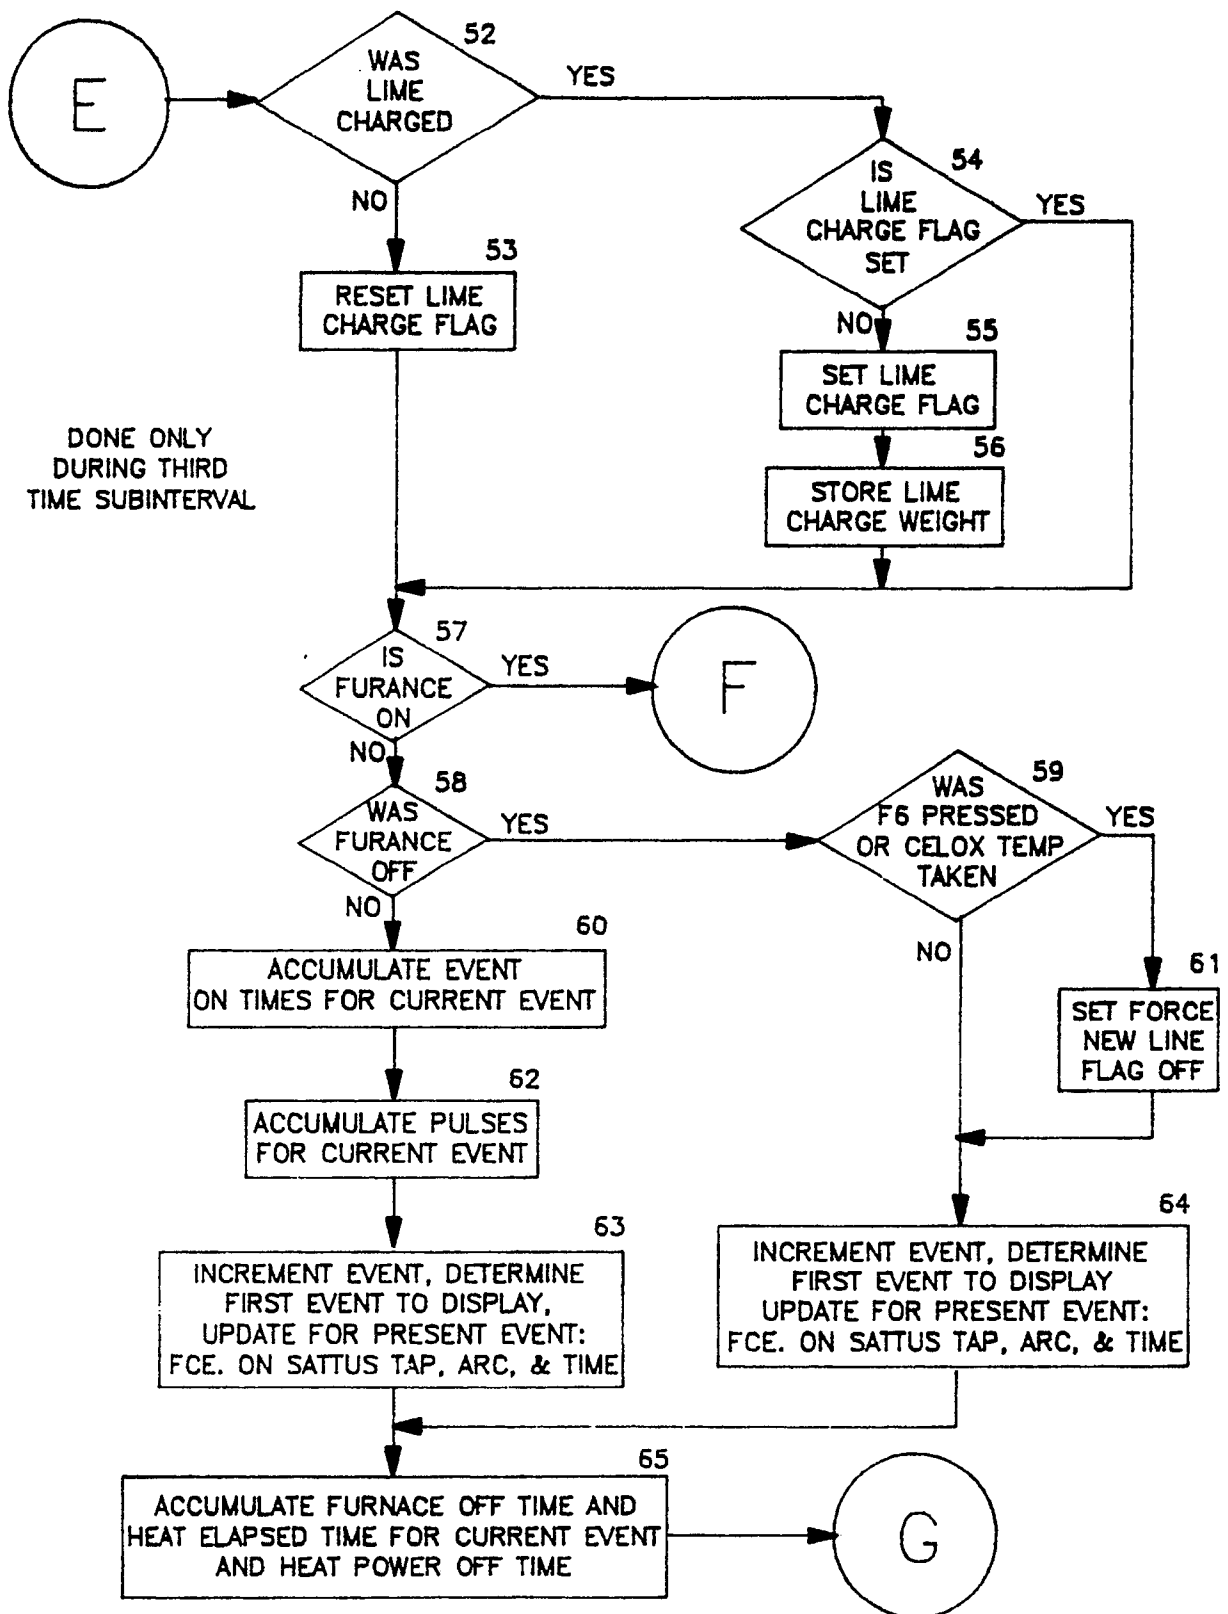 E
52
WAS
LIME
CHARGED
YES
NO
54
IS
LIME
CHARGE FLAG
SET
YES
NO
53
RESET LIME
CHARGE FLAG
55
SET LIME
CHARGE FLAG
56
STORE LIME
CHARGE WEIGHT
DONE ONLY
DURING THIRD
TIME SUBINTERVAL
57
IS
FURANCE
ON
YES
NO
F
58
WAS
FURANCE
OFF
YES
NO
59
WAS
F6 PRESSED
OR CELOX TEMP
TAKEN
YES
NO
60
ACCUMULATE EVENT
ON TIMES FOR CURRENT EVENT
61
SET FORCE
NEW LINE
FLAG OFF
62
ACCUMULATE PULSES
FOR CURRENT EVENT
63
INCREMENT EVENT, DETERMINE
FIRST EVENT TO DISPLAY,
UPDATE FOR PRESENT EVENT:
FCE. ON SATTUS TAP, ARC, & TIME
64
INCREMENT EVENT, DETERMINE
FIRST EVENT TO DISPLAY
UPDATE FOR PRESENT EVENT:
FCE. ON SATTUS TAP, ARC, & TIME
65
ACCUMULATE FURNACE OFF TIME AND
HEAT ELAPSED TIME FOR CURRENT EVENT
AND HEAT POWER OFF TIME
G